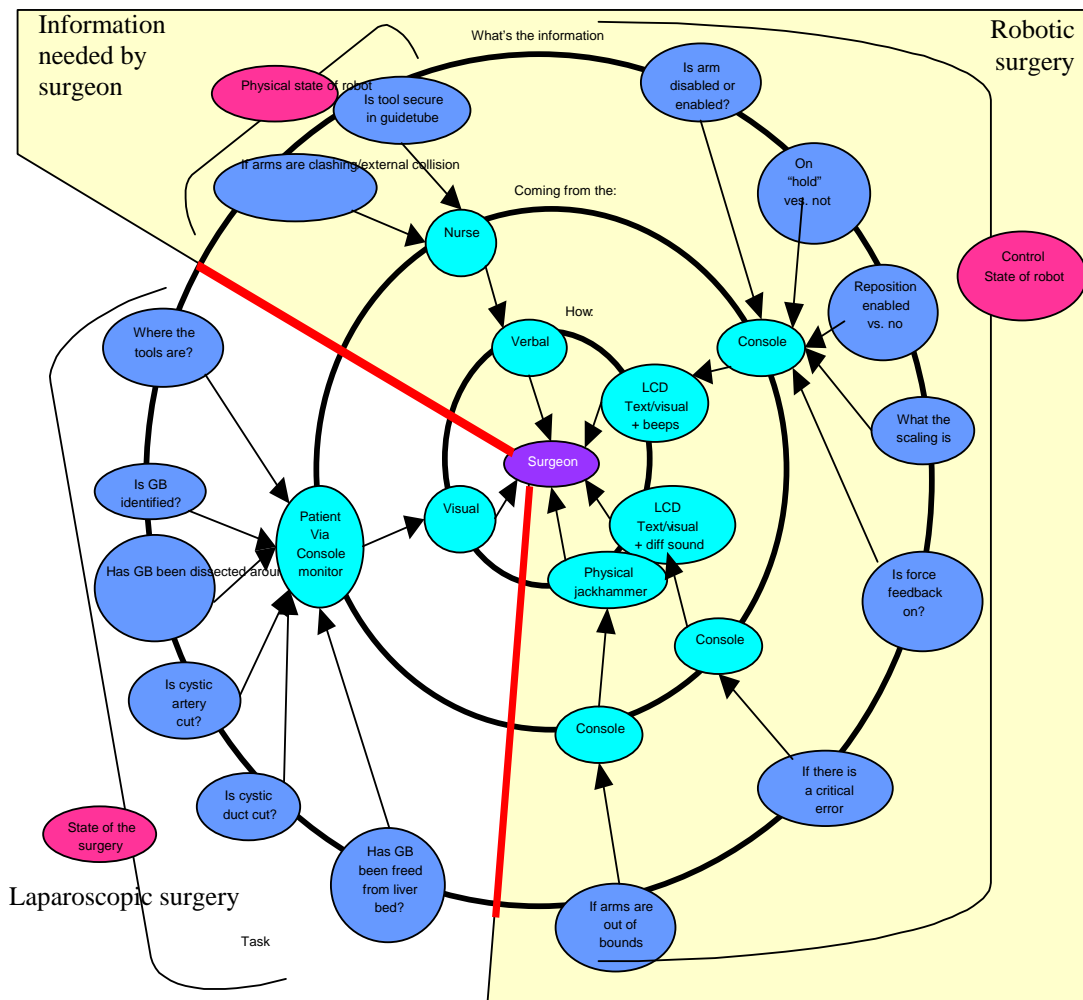 Information
needed by
surgeon
What's the information
Robotic
surgery
Physical state of robot
Is tool secure
in guidetube
Is arm
disabled or
enabled?
If arms are clashing/external collision
On
“hold”
ves. not
Coming from the:
Nurse
Control
State of robot
Reposition
enabled
vs. no
How:
Where the
tools are?
Verbal
Console
LCD
Text/visual
+ beeps
What the
scaling is
Surgeon
Is GB
identified?
Patient
Via
Console
monitor
Visual
LCD
Text/visual
+ diff sound
Has GB been dissected arou
Physical
jackhammer
Is force
feedback
on?
Console
Is cystic
artery
cut?
Console
If there is
a critical
error
Is cystic
duct cut?
State of the
surgery
Has GB
been freed
from liver
bed?
Laparoscopic surgery
If arms are
out of
bounds
Task